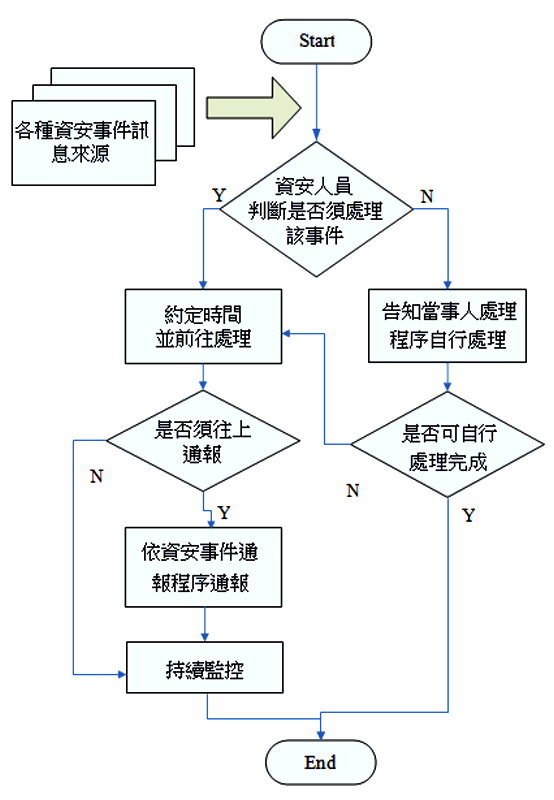 Start
各種資安事件訊
息來源
資安人員
判斷是否須處理
該事件
Y
N
約定時間
並前往處理
告知當事人處理
程序自行處理
是否須往上
通報
是否可自行
處理完成
N
N
Y
Y
依資安事件通
報程序通報
持續監控
End